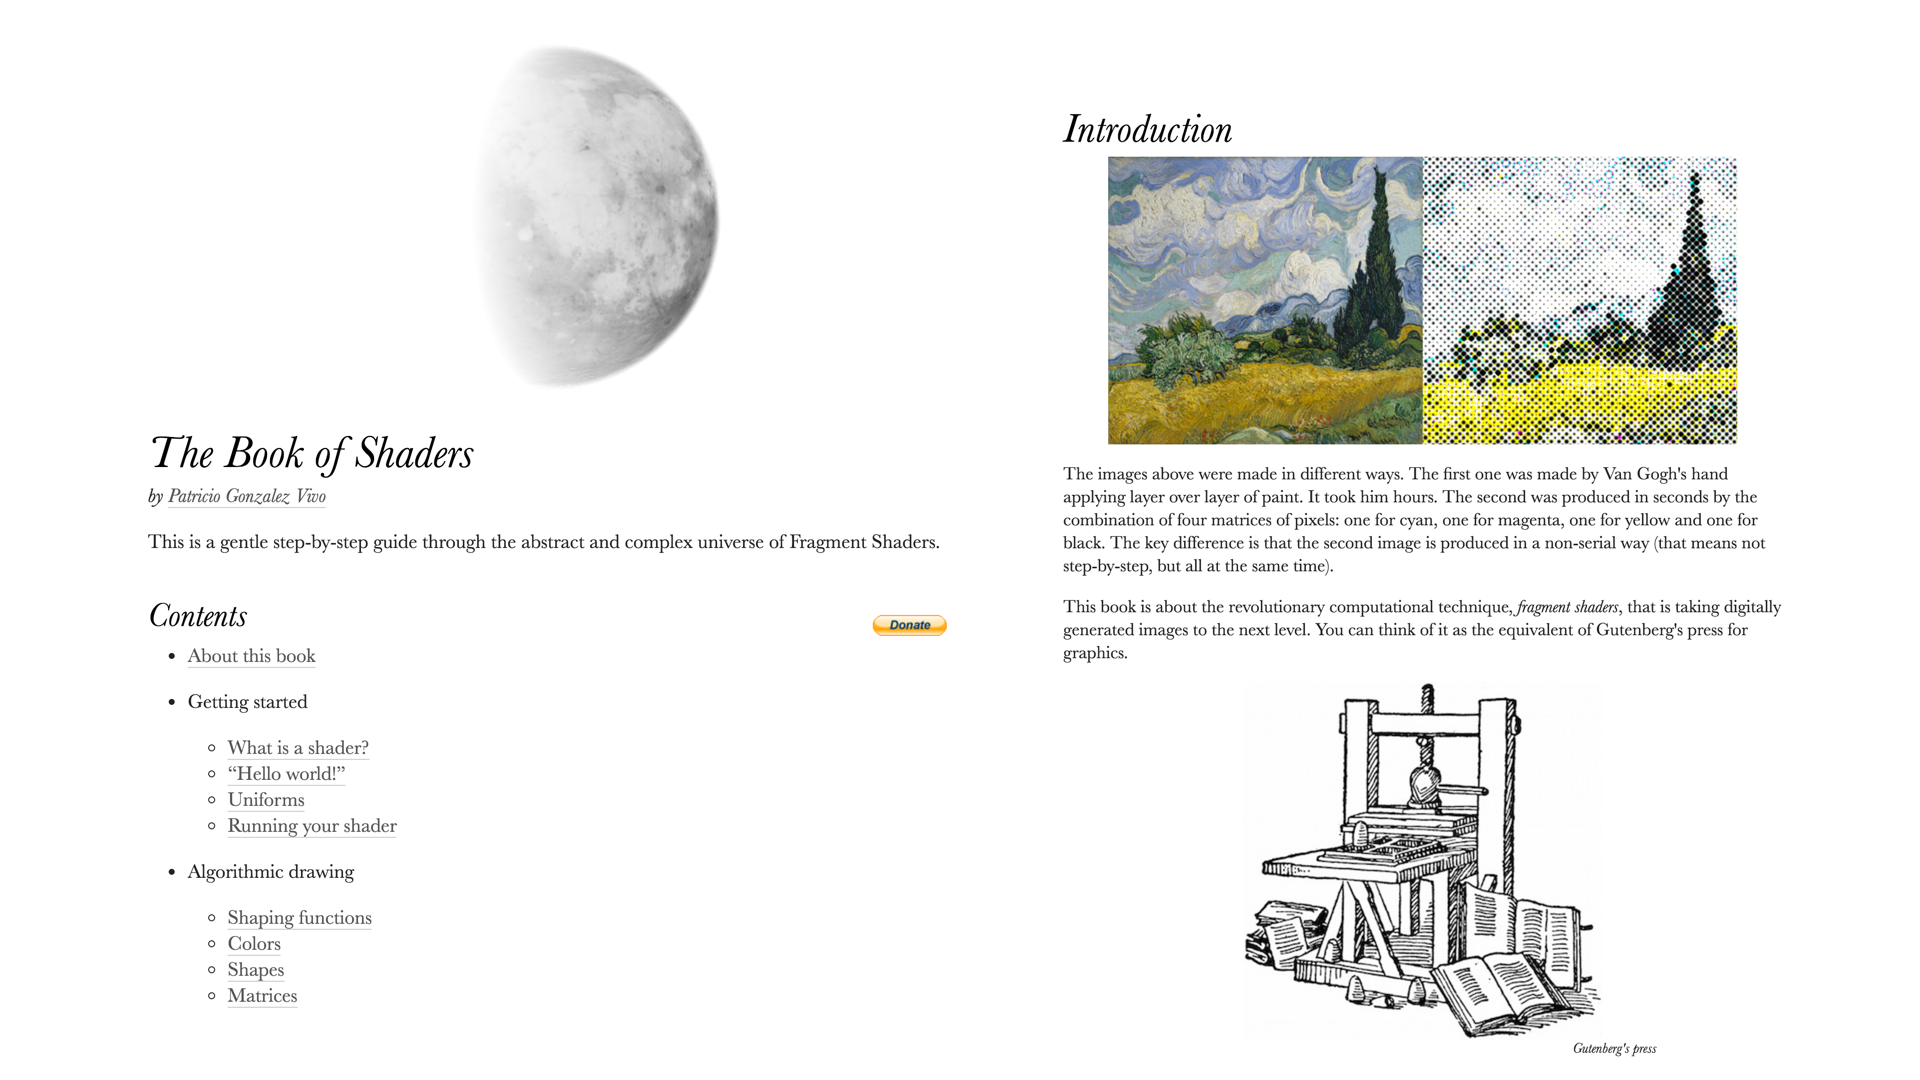 The Book of Shaders
by Patricio Gonzalez Vivo
This is a gentle step-by-step guide through the abstract and complex universe of Fragment Shaders.
Contents
Donate
About this book
Getting started
What is a shader?
“Hello world!”
Uniforms
Running your shader
Algorithmic drawing
Shaping functions
Colors
Shapes
Matrices
Introduction
The images above were made in different ways. The first one was made by Van Gogh's hand
applying layer over layer of paint. It took him hours. The second was produced in seconds by the
combination of four matrices of pixels: one for cyan, one for magenta, one for yellow and one for
black. The key difference is that the second image is produced in a non-serial way (that means not
step-by-step, but all at the same time).
This book is about the revolutionary computational technique, fragment shaders, that is taking digitally
generated images to the next level. You can think of it as the equivalent of Gutenberg's press for
graphics.
Gutenberg's press